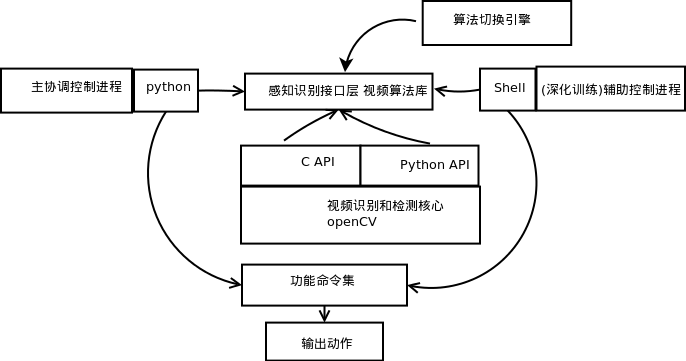 算法切换引擎
主协调控制进程
python
感知识别接口层 视频算法库
Shell
(深化训练)辅助控制进程
C API
Python API
视频识别和检测核心
openCV
功能命令集
输出动作